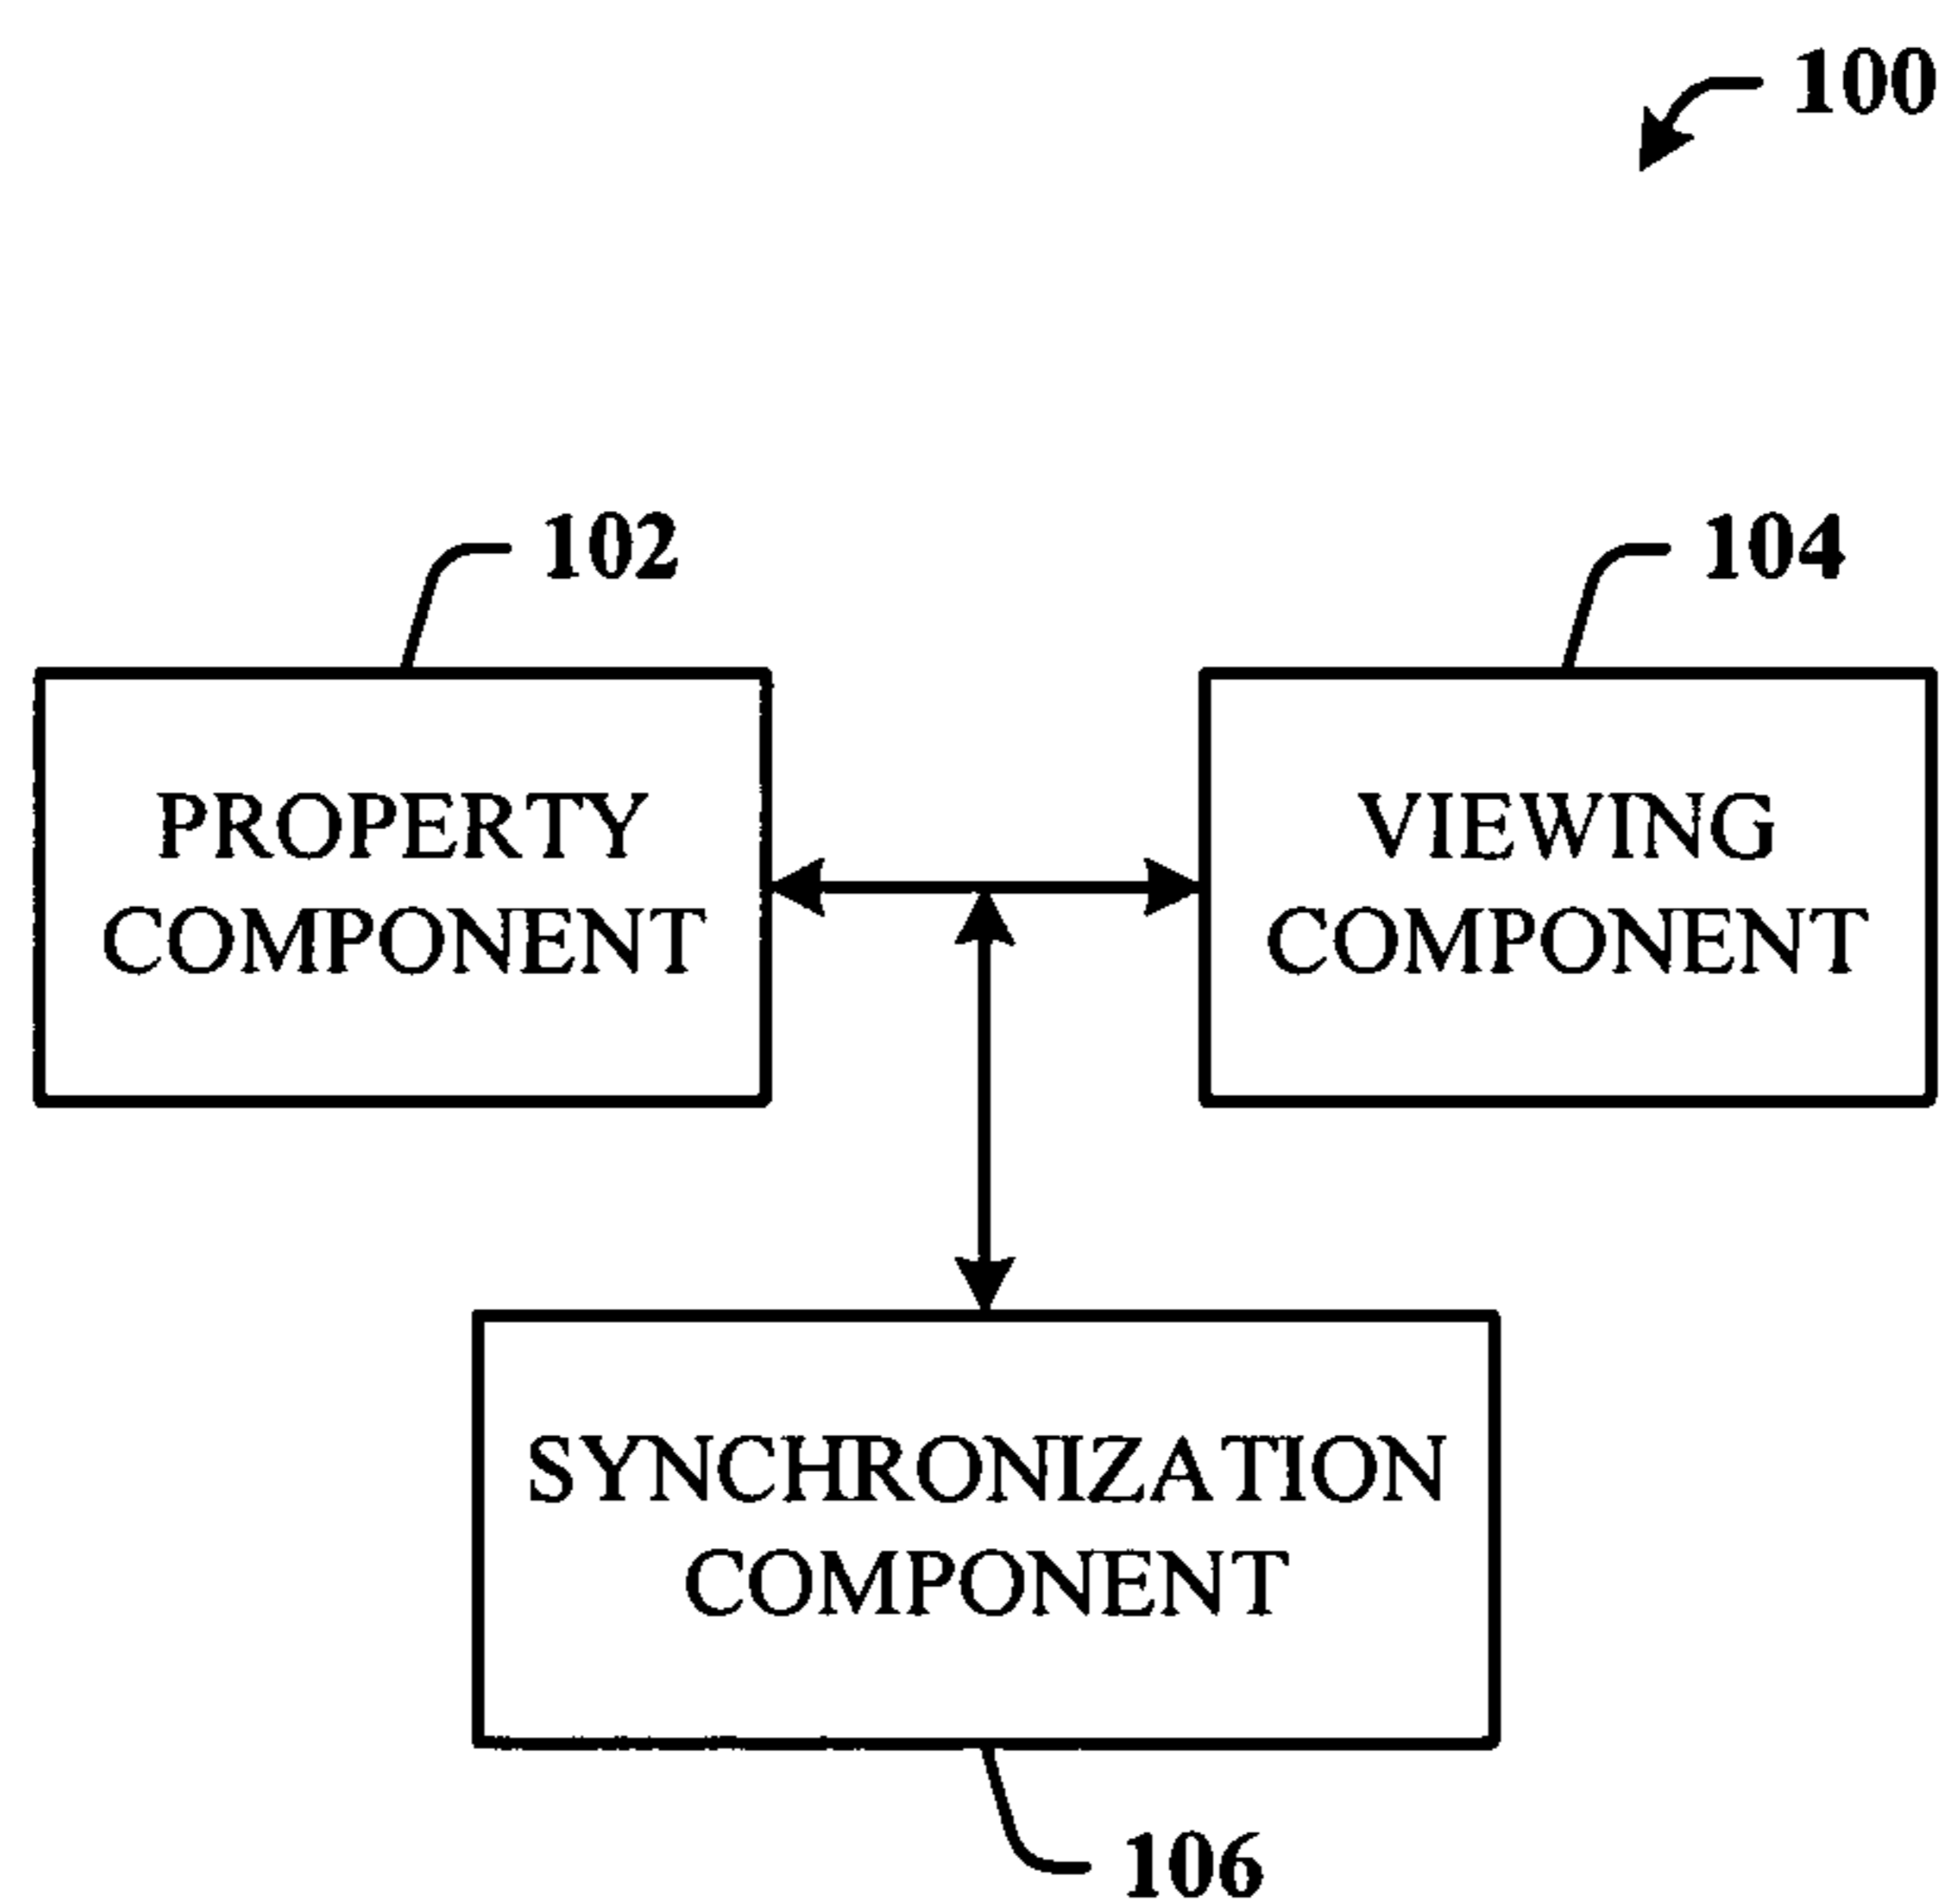 100
102
104
PROPERTY
COMPONENT
VIEWING
COMPONENT
SYNCHRONIZATION
COMPONENT
106